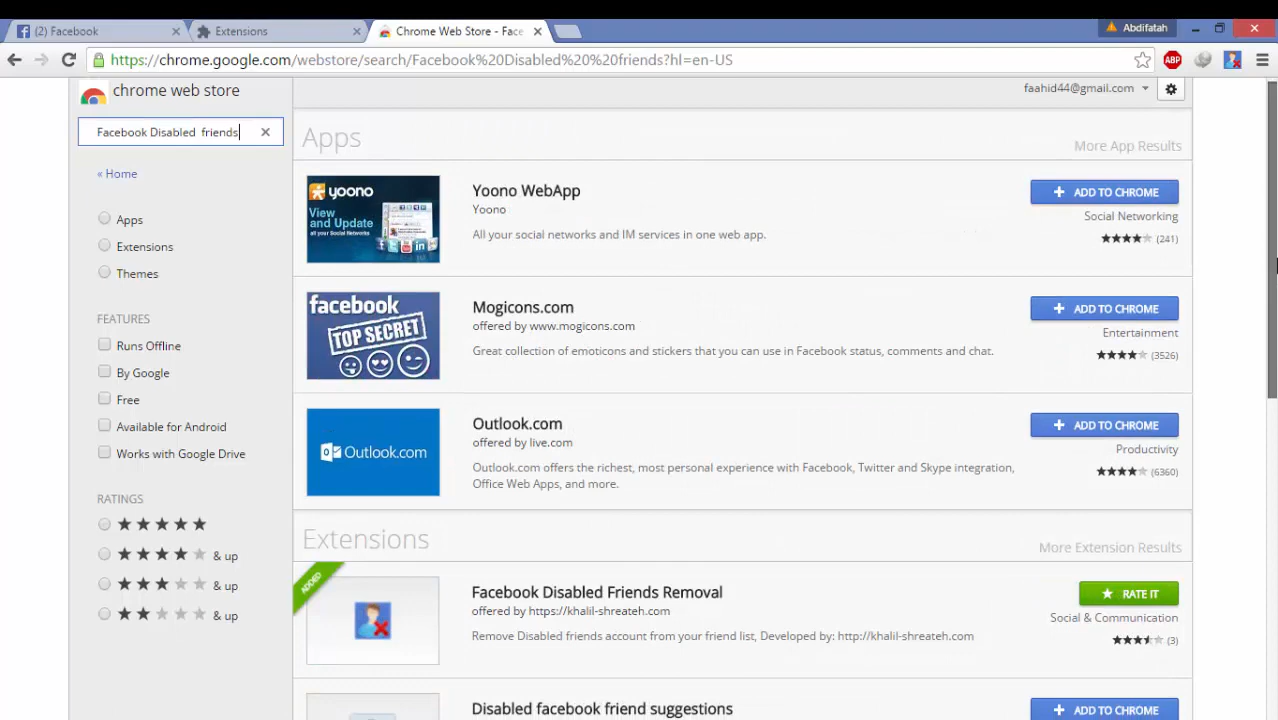 (2) Facebook
Extensions
Chrome Web Store - Face
Abdifatah
https://chrome.google.com/webstore/search/Facebook%20Disabled%20%20friends?hl=en-US
ABP
chrome web store
faahid44@gmail.com
Facebook Disabled  friends
« Home
Apps
Extensions
Themes
FEATURES
Runs Offline
By Google
Free
Available for Android
Works with Google Drive
RATINGS
& up
& up
& up
Apps
More App Results
yoono
View
and Update
all your Social Networks
Yoono WebApp
Yoono
All your social networks and IM services in one web app.
ADD TO CHROME
Social Networking
(241)
facebook
TOP SECRET
Mogicons.com
offered by www.mogicons.com
Great collection of emoticons and stickers that you can use in Facebook status, comments and chat.
ADD TO CHROME
Entertainment
(3526)
Outlook.com
Outlook.com
offered by live.com
Outlook.com offers the richest, most personal experience with Facebook, Twitter and Skype integration,
Office Web Apps, and more.
ADD TO CHROME
Productivity
(6360)
Extensions
More Extension Results
ADDED
Facebook Disabled Friends Removal
offered by https://khalil-shreateh.com
Remove Disabled friends account from your friend list, Developed by: http://khalil-shreateh.com
RATE IT
Social & Communication
(3)
Disabled facebook friend suggestions
ADD TO CHROME